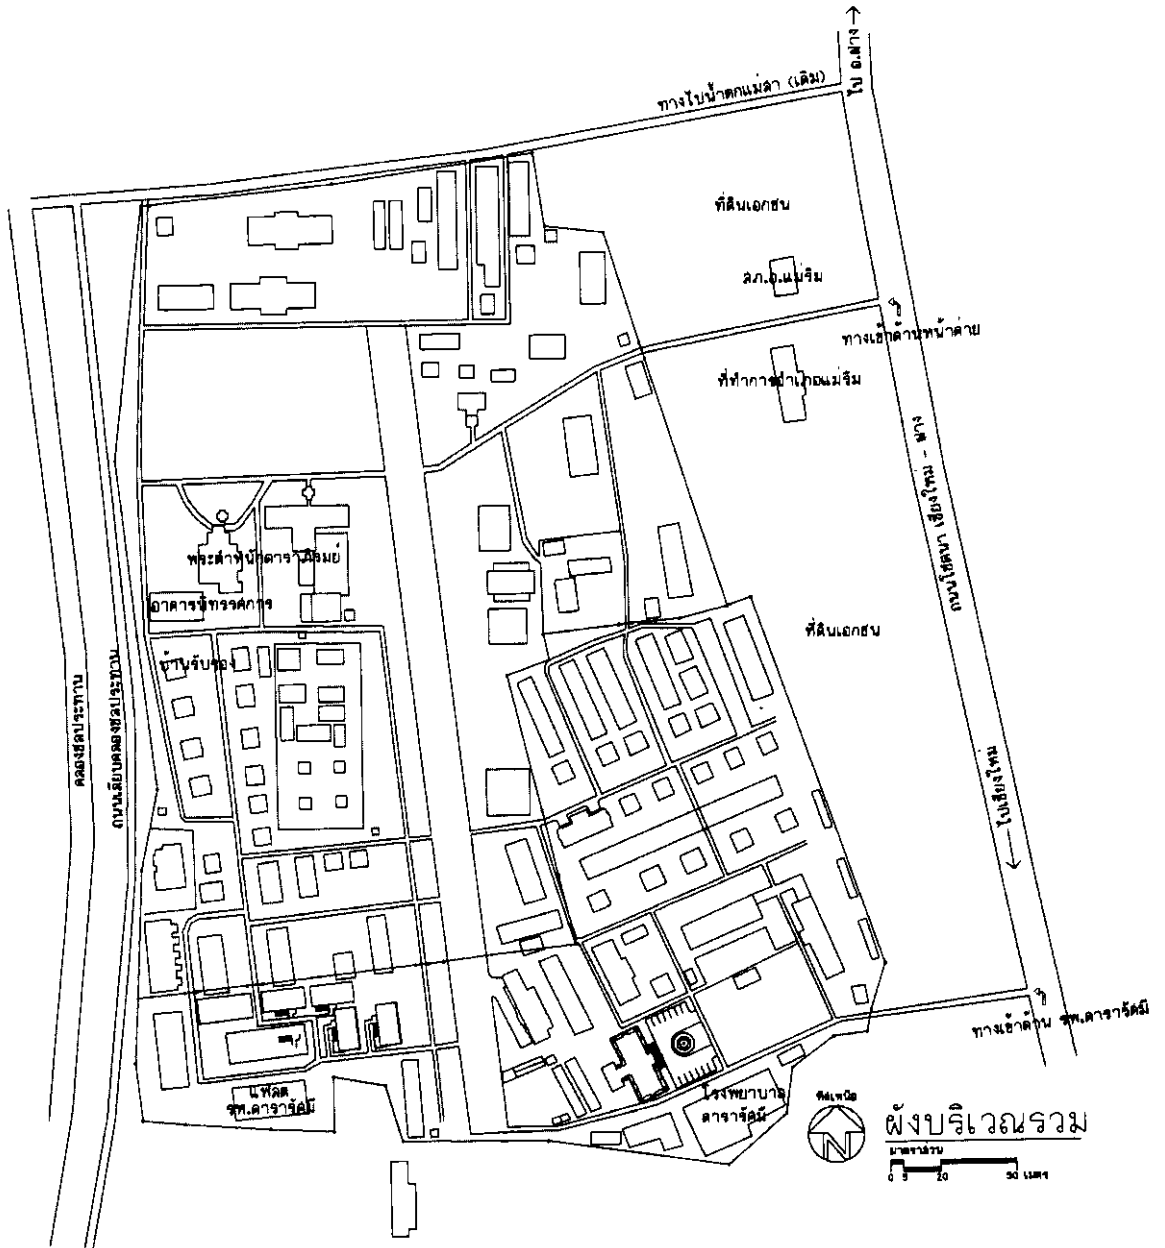 ไป อ.ฝาง
ทางไปน้ำตกแม่สา (เดิม)
ที่ดินเอกชน
สภ.อ.แม่ริม
ทางเข้าด้านหน้าค่าย
ที่ทำการอำเภอแม่ริม
ถนนโชตนา เชียงใหม่ - ฝาง
พระตำหนักดาราภิรมย์
อาคารนิทรรศการ
ที่ดินเอกชน
บ้านรับรอง
คลองชลประทาน
ถนนเลียบคลองชลประทาน
ไปเชียงใหม่
ทางเข้าด้าน รพ.ดารารัศมี
แฟลต
รพ.ดารารัศมี
โรงพยาบาล
ดารารัศมี
ทิศเหนือ
N
ผังบริเวณรวม
มาตราส่วน
0 5 20 50 เมตร